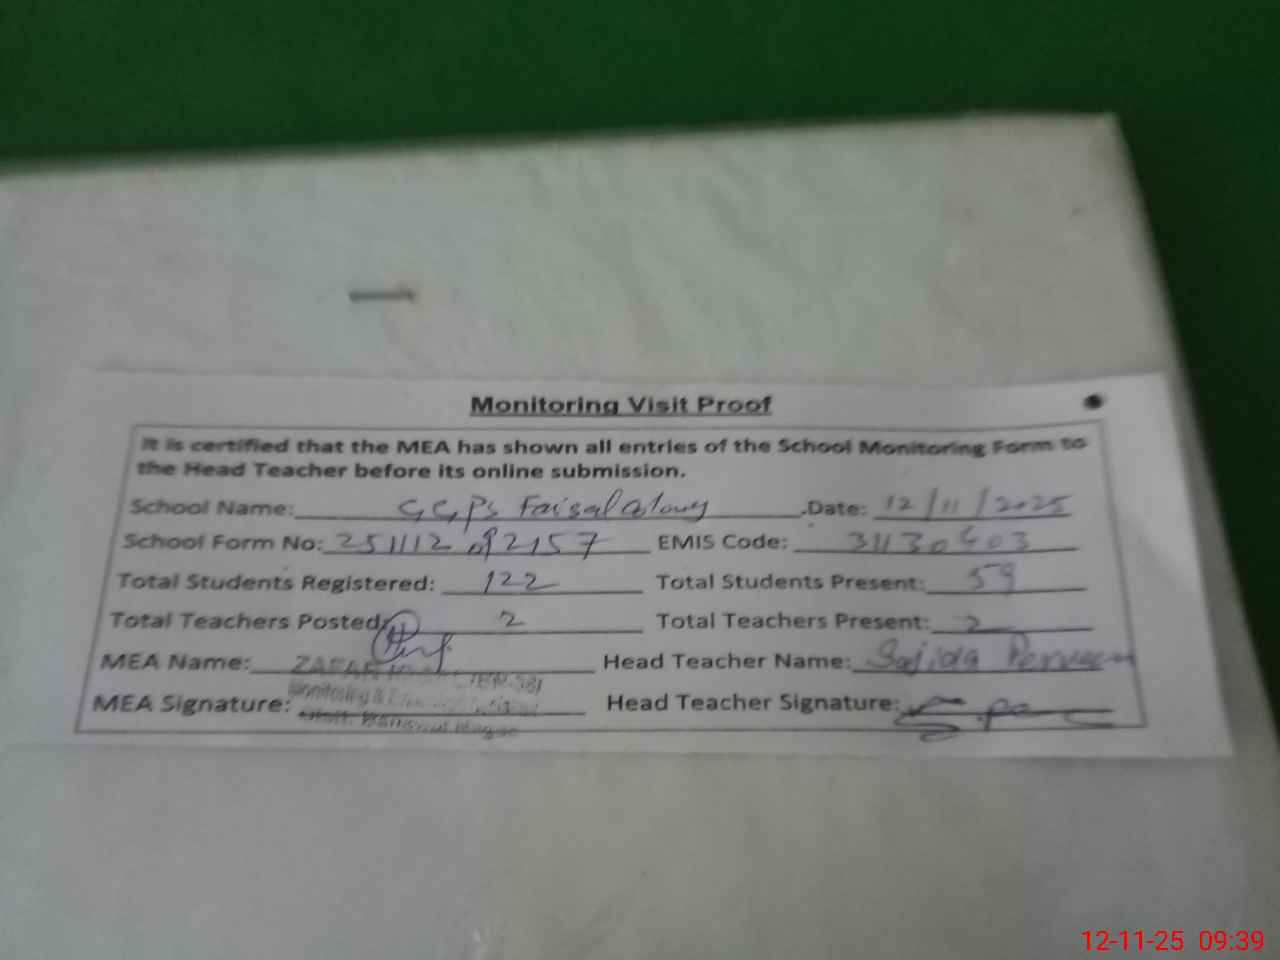 Monitoring Visit Proof
It is certified that the MEA has shown all entries of the School Monitoring Form to
the Head Teacher before its online submission.
School Name: GGPS Faisal Colony Date: 12/11/2025
School Form No: 251112 092157 EMIS Code: 31130403
Total Students Registered: 122 Total Students Present: 59
Total Teachers Posted: 2 Total Teachers Present: 2
MEA Name: ZAFAR Head Teacher Name: Sajida Perveen
Monitoring &
MEA Signature: Head Teacher Signature:
12-11-25 09:39